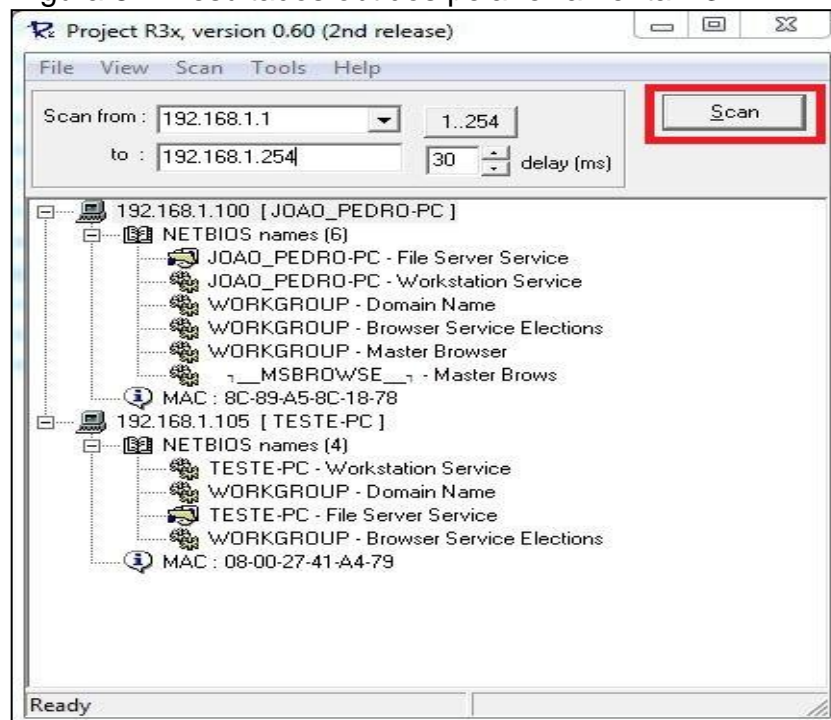 Project R3x, version 0.60 (2nd release)
File View Scan Tools Help
Scan from : 192.168.1.1 1..254 Scan
to : 192.168.1.254 30 delay (ms)
192.168.1.100 [ JOAO_PEDRO-PC ]
NETBIOS names (6)
JOAO_PEDRO-PC - File Server Service
JOAO_PEDRO-PC - Workstation Service
WORKGROUP - Domain Name
WORKGROUP - Browser Service Elections
WORKGROUP - Master Browser
┐__MSBROWSE__┐ - Master Brows
MAC : 8C-89-A5-8C-18-78
192.168.1.105 [ TESTE-PC ]
NETBIOS names (4)
TESTE-PC - Workstation Service
WORKGROUP - Domain Name
TESTE-PC - File Server Service
WORKGROUP - Browser Service Elections
MAC : 08-00-27-41-A4-79
Ready